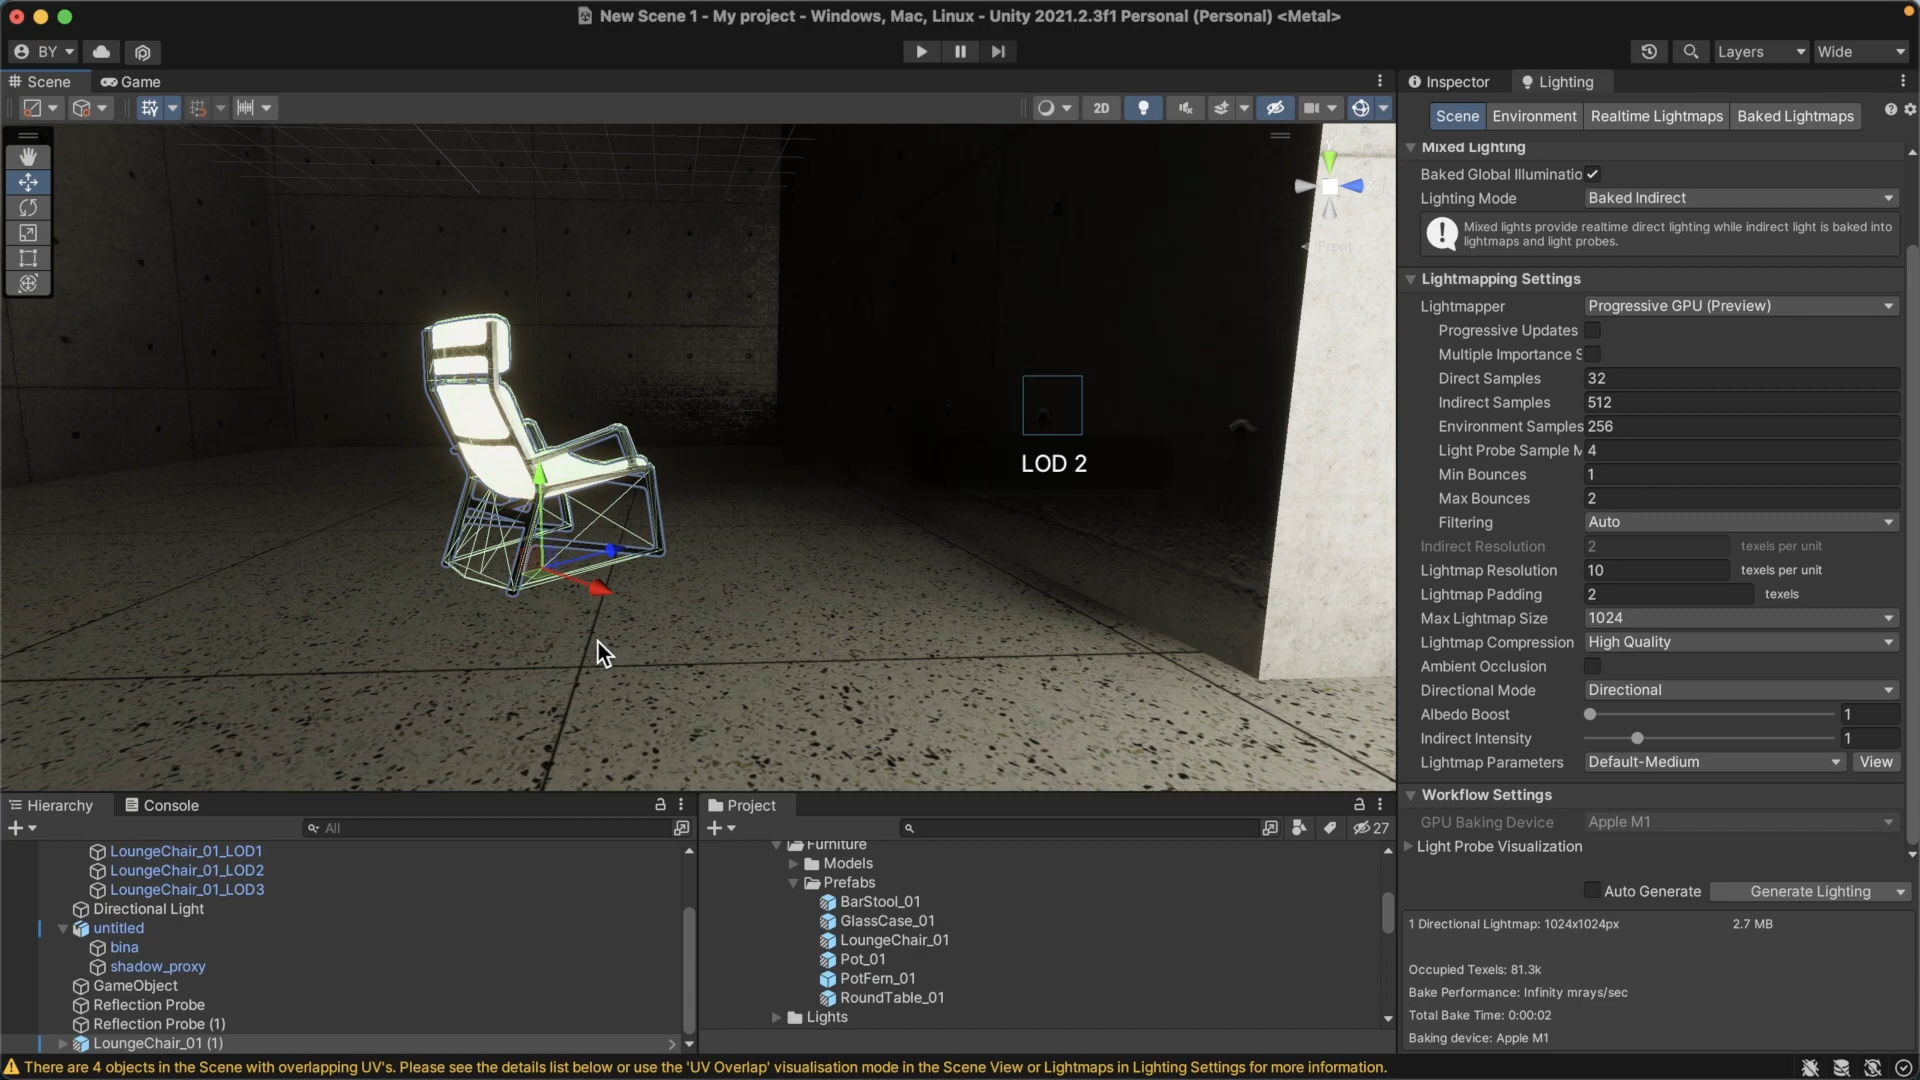 New Scene 1 - My project - Windows, Mac, Linux - Unity 2021.2.3f1 Personal (Personal) <Metal>
BY
Layers
Wide
Scene
Game
Inspector
Lighting
2D
Scene
Environment
Realtime Lightmaps
Baked Lightmaps
Mixed Lighting
Baked Global Illuminatio
Lighting Mode
Baked Indirect
Mixed lights provide realtime direct lighting while indirect light is baked into
lightmaps and light probes.
y
Front
LOD 2
Lightmapping Settings
Lightmapper
Progressive GPU (Preview)
Progressive Updates
Multiple Importance S
Direct Samples
32
Indirect Samples
512
Environment Samples
256
Light Probe Sample M
4
Min Bounces
1
Max Bounces
2
Filtering
Auto
Indirect Resolution
2
texels per unit
Lightmap Resolution
10
texels per unit
Lightmap Padding
2
texels
Max Lightmap Size
1024
Lightmap Compression
High Quality
Ambient Occlusion
Directional Mode
Directional
Albedo Boost
1
Indirect Intensity
1
Lightmap Parameters
Default-Medium
View
Workflow Settings
GPU Baking Device
Apple M1
Light Probe Visualization
Auto Generate
Generate Lighting
1 Directional Lightmap: 1024x1024px
2.7 MB
Occupied Texels: 81.3k
Bake Performance: Infinity mrays/sec
Total Bake Time: 0:00:02
Baking device: Apple M1
Hierarchy
Console
All
LoungeChair_01_LOD1
LoungeChair_01_LOD2
LoungeChair_01_LOD3
Directional Light
untitled
bina
shadow_proxy
GameObject
Reflection Probe
Reflection Probe (1)
LoungeChair_01 (1)
Project
27
Furniture
Models
Prefabs
BarStool_01
GlassCase_01
LoungeChair_01
Pot_01
PotFern_01
RoundTable_01
Lights
There are 4 objects in the Scene with overlapping UV's. Please see the details list below or use the 'UV Overlap' visualisation mode in the Scene View or Lightmaps in Lighting Settings for more information.